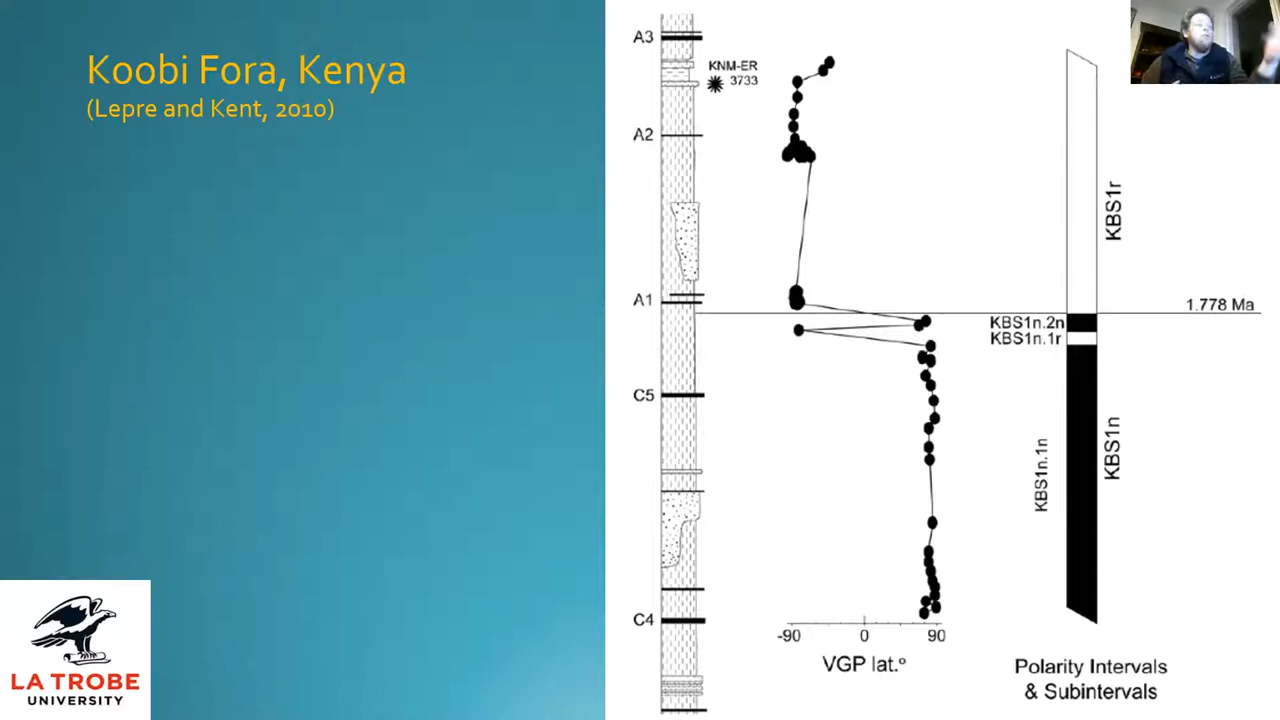 Koobi Fora, Kenya
(Lepre and Kent, 2010)
LA TROBE
UNIVERSITY
A3
KNM-ER
3733
A2
A1
C5
C4
-90 0 90
VGP lat.º
KBS1r
1.778 Ma
KBS1n.2n
KBS1n.1r
KBS1n.1n
KBS1n
Polarity Intervals
& Subintervals